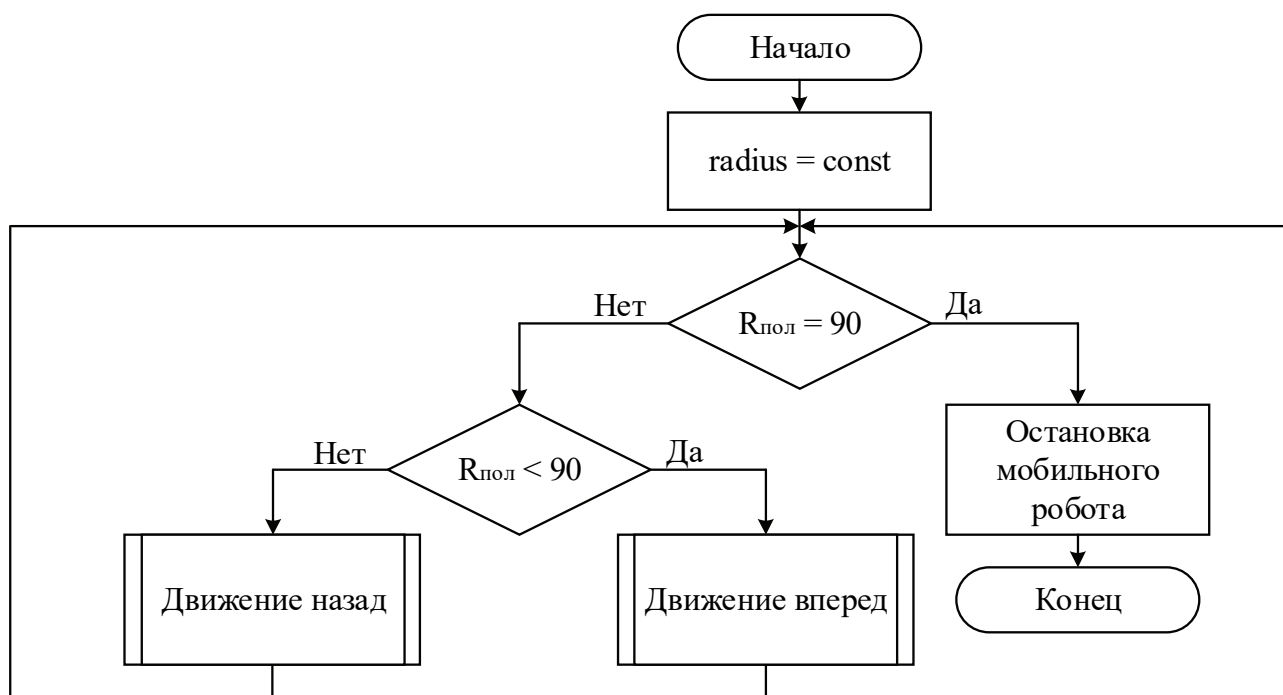 Начало
radius = const
Нет
Rпол = 90
Да
Нет
Rпол < 90
Да
Остановка
мобильного
робота
Движение назад
Движение вперед
Конец